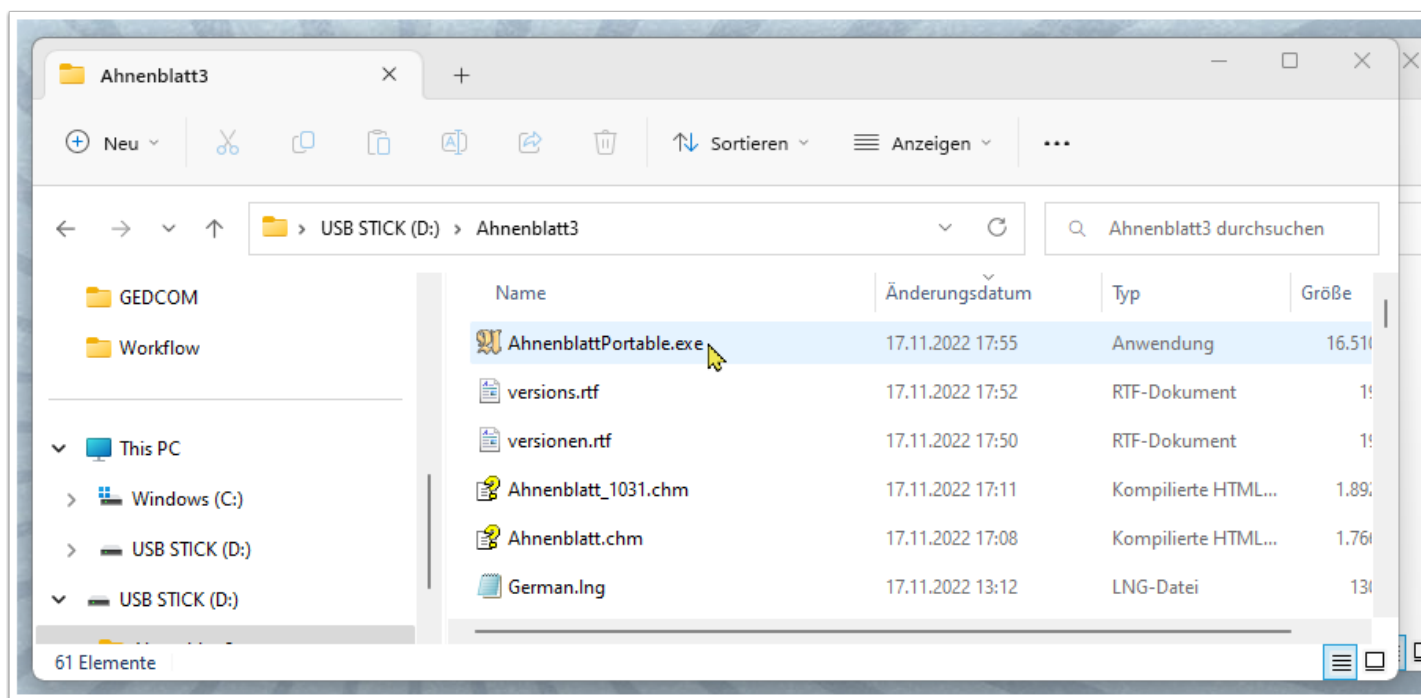 Ahnenblatt3
Neu Sortieren Anzeigen
USB STICK (D:) Ahnenblatt3 Ahnenblatt3 durchsuchen
GEDCOM
Workflow
This PC
Windows (C:)
USB STICK (D:)
USB STICK (D:)
Name Änderungsdatum Typ Größe
AhnenblattPortable.exe 17.11.2022 17:55 Anwendung
versions.rtf 17.11.2022 17:52 RTF-Dokument
versionen.rtf 17.11.2022 17:50 RTF-Dokument
Ahnenblatt_1031.chm 17.11.2022 17:11 Kompilierte HTML...
Ahnenblatt.chm 17.11.2022 17:08 Kompilierte HTML...
German.lng 17.11.2022 13:12 LNG-Datei
61 Elemente